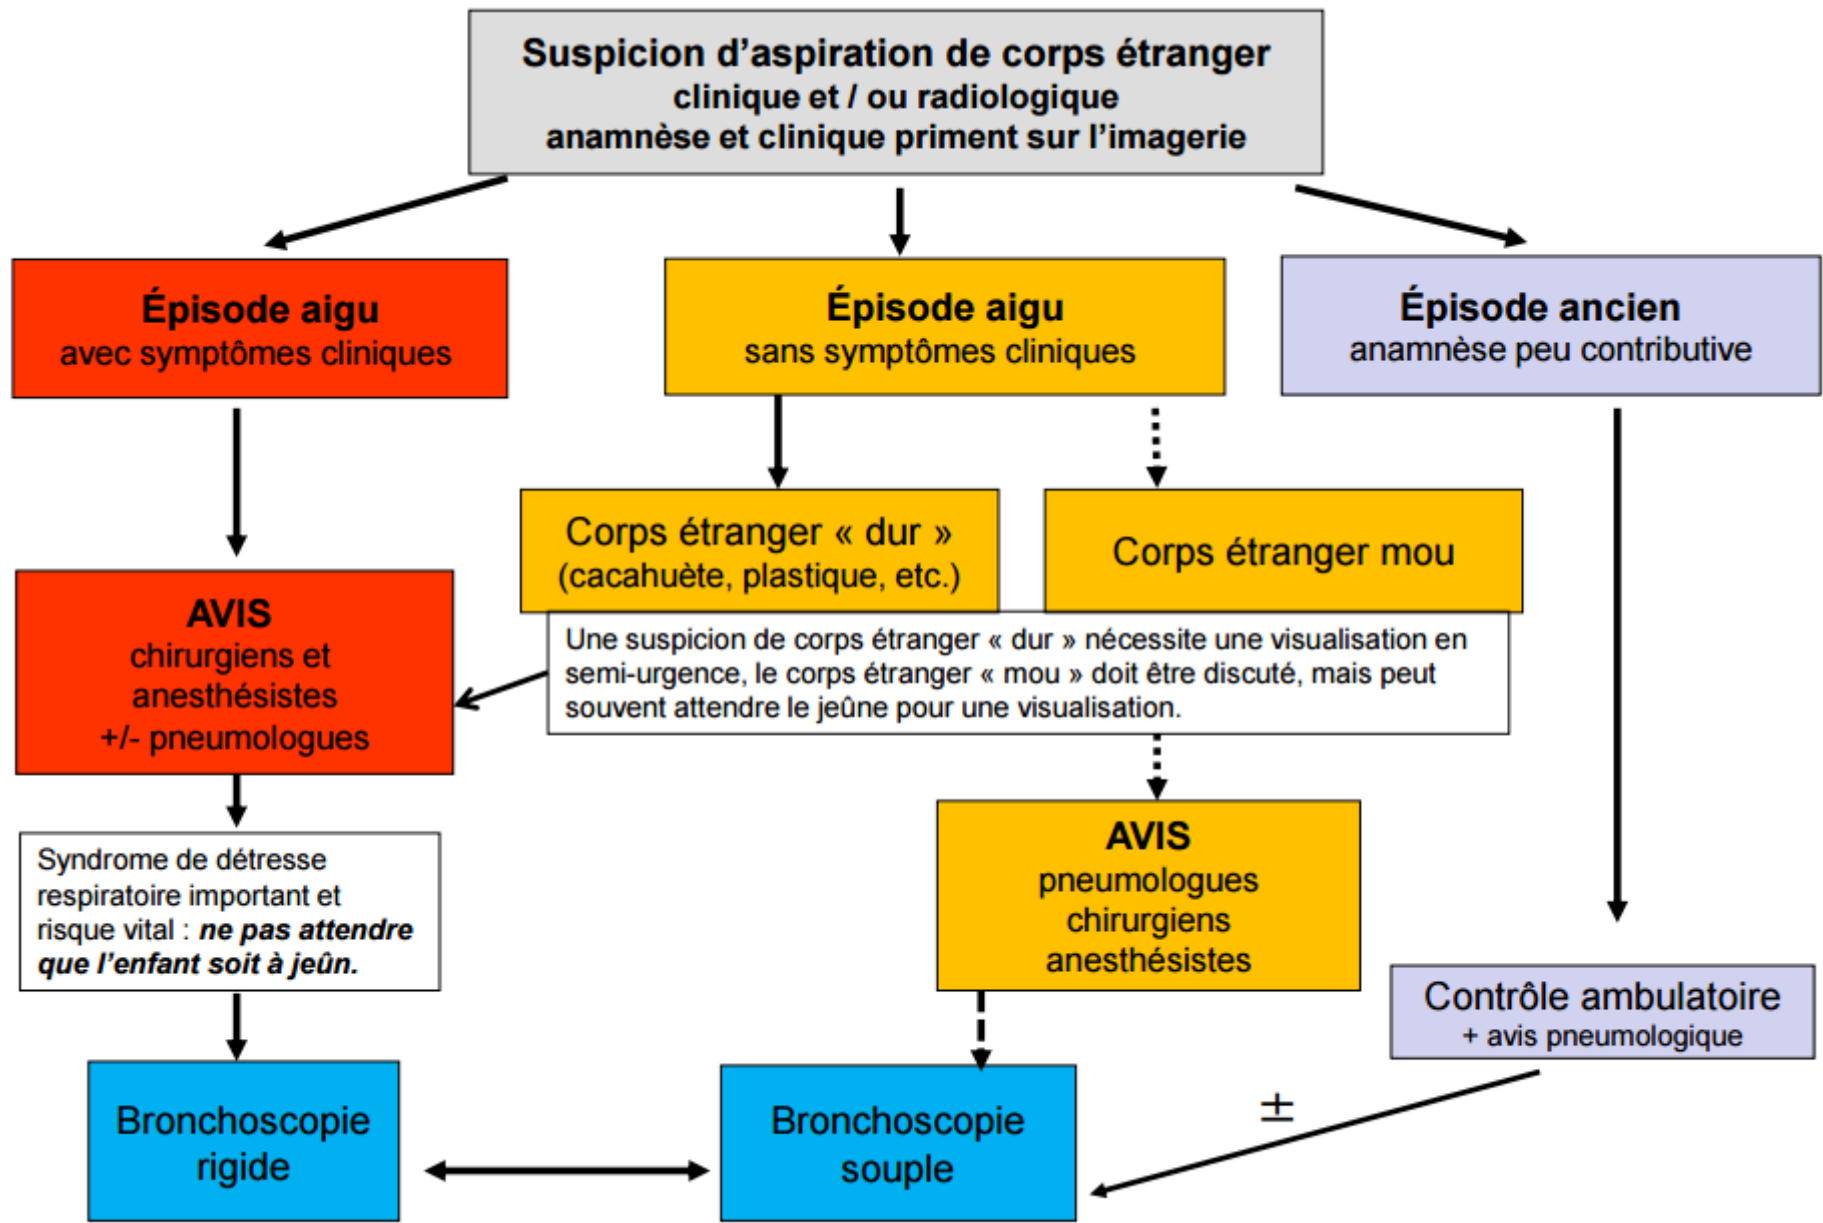 Suspicion d’aspiration de corps étranger
clinique et / ou radiologique
anamnèse et clinique priment sur l’imagerie
Épisode aigu
avec symptômes cliniques
Épisode aigu
sans symptômes cliniques
Épisode ancien
anamnèse peu contributive
Corps étranger « dur »
(cacahuète, plastique, etc.)
Corps étranger mou
Une suspicion de corps étranger « dur » nécessite une visualisation en
semi-urgence, le corps étranger « mou » doit être discuté, mais peut
souvent attendre le jeûne pour une visualisation.
AVIS
chirurgiens et
anesthésistes
+/- pneumologues
Syndrome de détresse
respiratoire important et
risque vital : ne pas attendre
que l’enfant soit à jeûn.
AVIS
pneumologues
chirurgiens
anesthésistes
Contrôle ambulatoire
+ avis pneumologique
±
Bronchoscopie
rigide
Bronchoscopie
souple